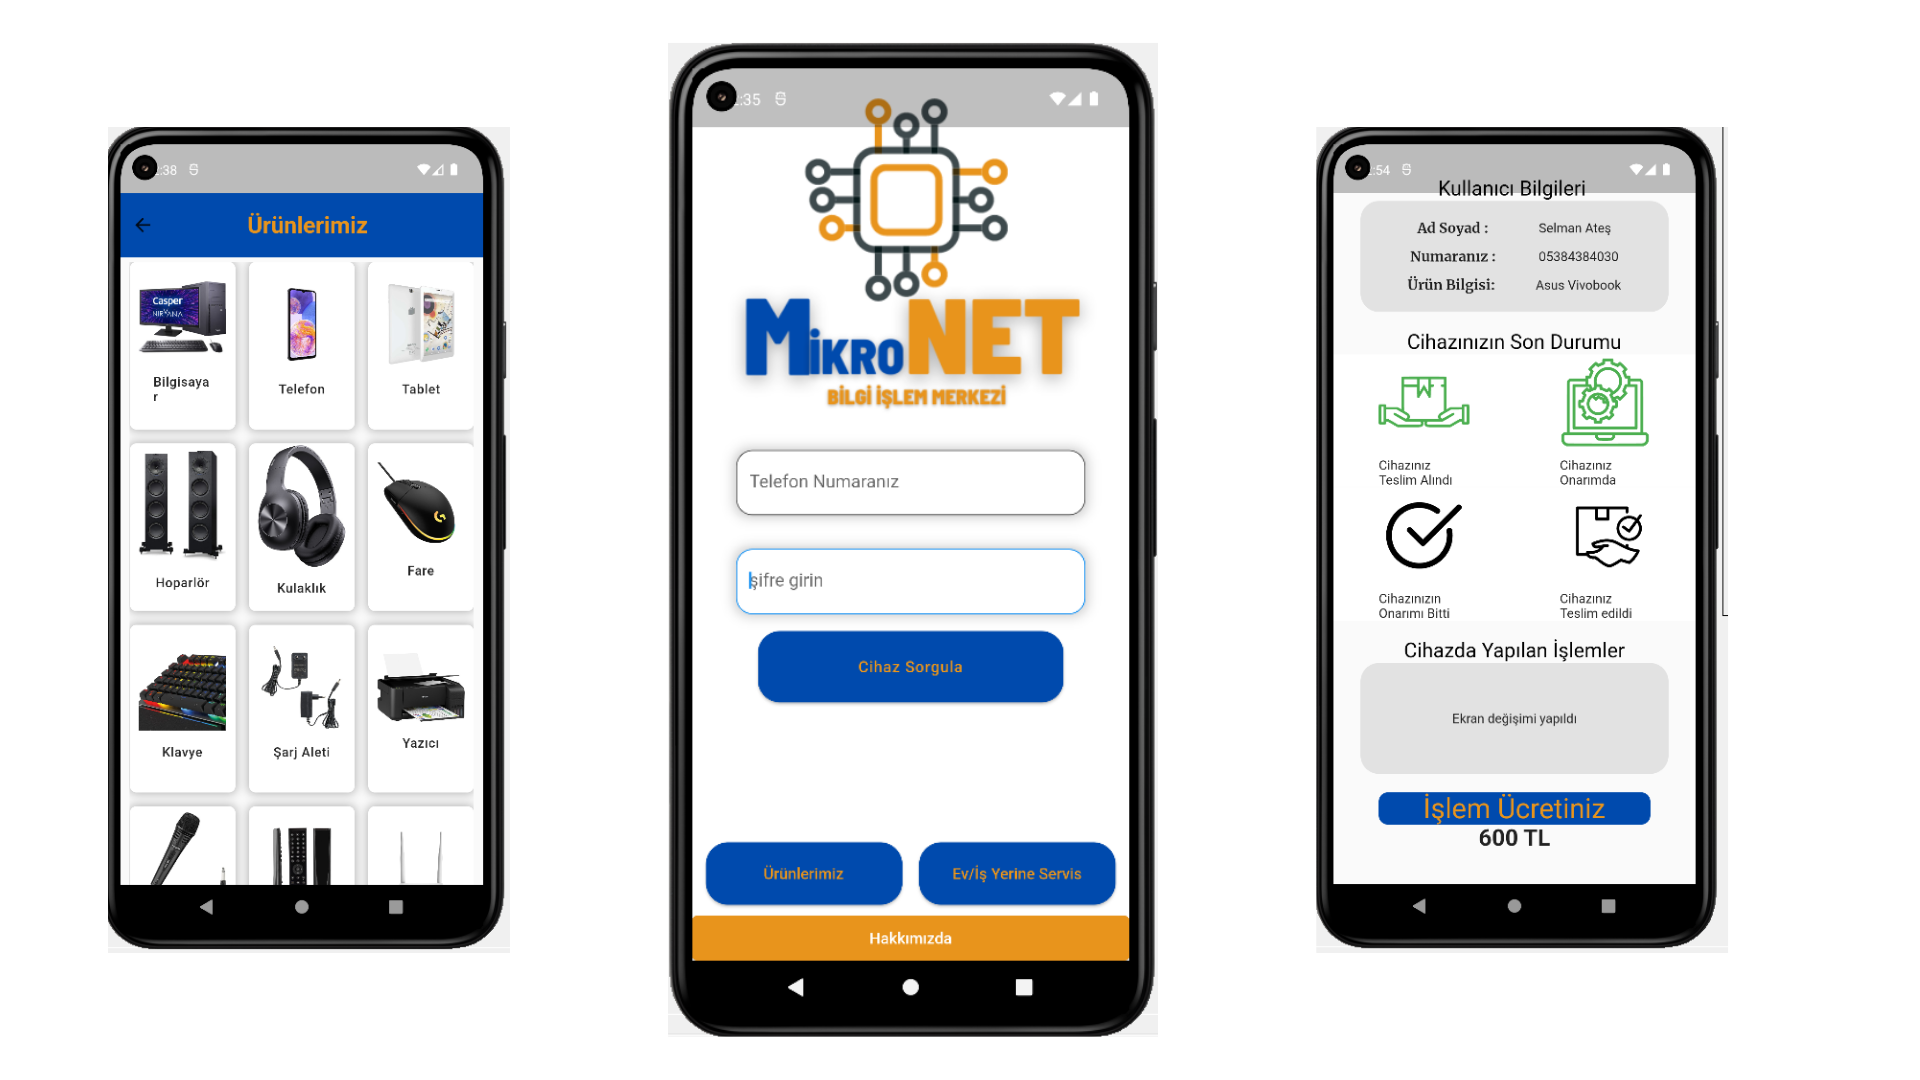 :38
Ürünlerimiz
Casper
NIRVANA
Bilgisaya
r
Telefon
Tablet
Hoparlör
Kulaklık
Fare
Klavye
Şarj Aleti
Yazıcı
:35
MİKRONET
BİLGİ İŞLEM MERKEZİ
Telefon Numaranız
şifre girin
Cihaz Sorgula
Ürünlerimiz
Ev/İş Yerine Servis
Hakkımızda
:54
Kullanıcı Bilgileri
Ad Soyad : Selman Ateş
Numaranız : 05384384030
Ürün Bilgisi: Asus Vivobook
Cihazınızın Son Durumu
Cihazınız
Teslim Alındı
Cihazınız
Onarımda
Cihazınızın
Onarımı Bitti
Cihazınız
Teslim edildi
Cihazda Yapılan İşlemler
Ekran değişimi yapıldı
İşlem Ücretiniz
600 TL